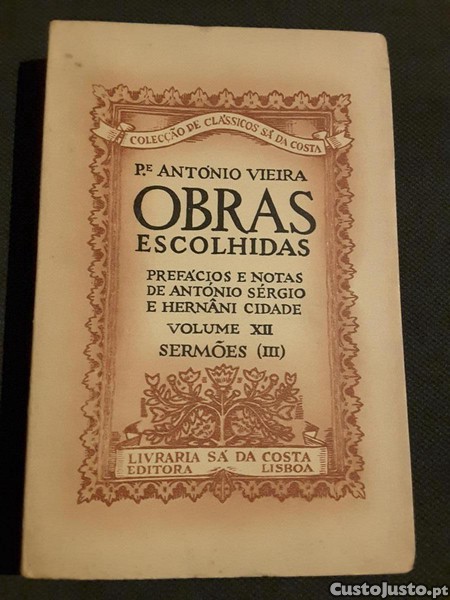 COLECÇÃO DE CLÁSSICOS SÁ DA COSTA
P.E ANTÓNIO VIEIRA
OBRAS
ESCOLHIDAS
PREFÁCIOS E NOTAS
DE ANTÓNIO SÉRGIO
E HERNÂNI CIDADE
VOLUME XII
SERMÕES (III)
LIVRARIA SÁ DA COSTA
EDITORA LISBOA
CustoJusto.pt